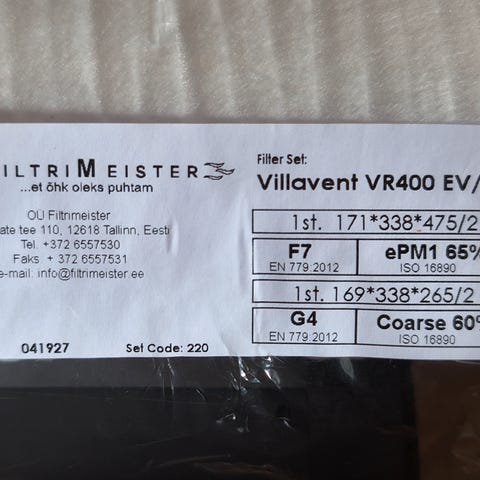 ILTRIMEISTER
...et õhk oleks puhtam
OÜ Filtrimeister
ate tee 110, 12618 Tallinn, Eesti
Tel. +372 6557530
Faks + 372 6557531
e-mail: info@filtrimeister.ee
041927 Set Code: 220
Filter Set:
Villavent VR400 EV/
1st. 171*338*475/2
F7 ePM1 65%
EN 779:2012 ISO 16890
1st. 169*338*265/2
G4 Coarse 60%
EN 779:2012 ISO 16890